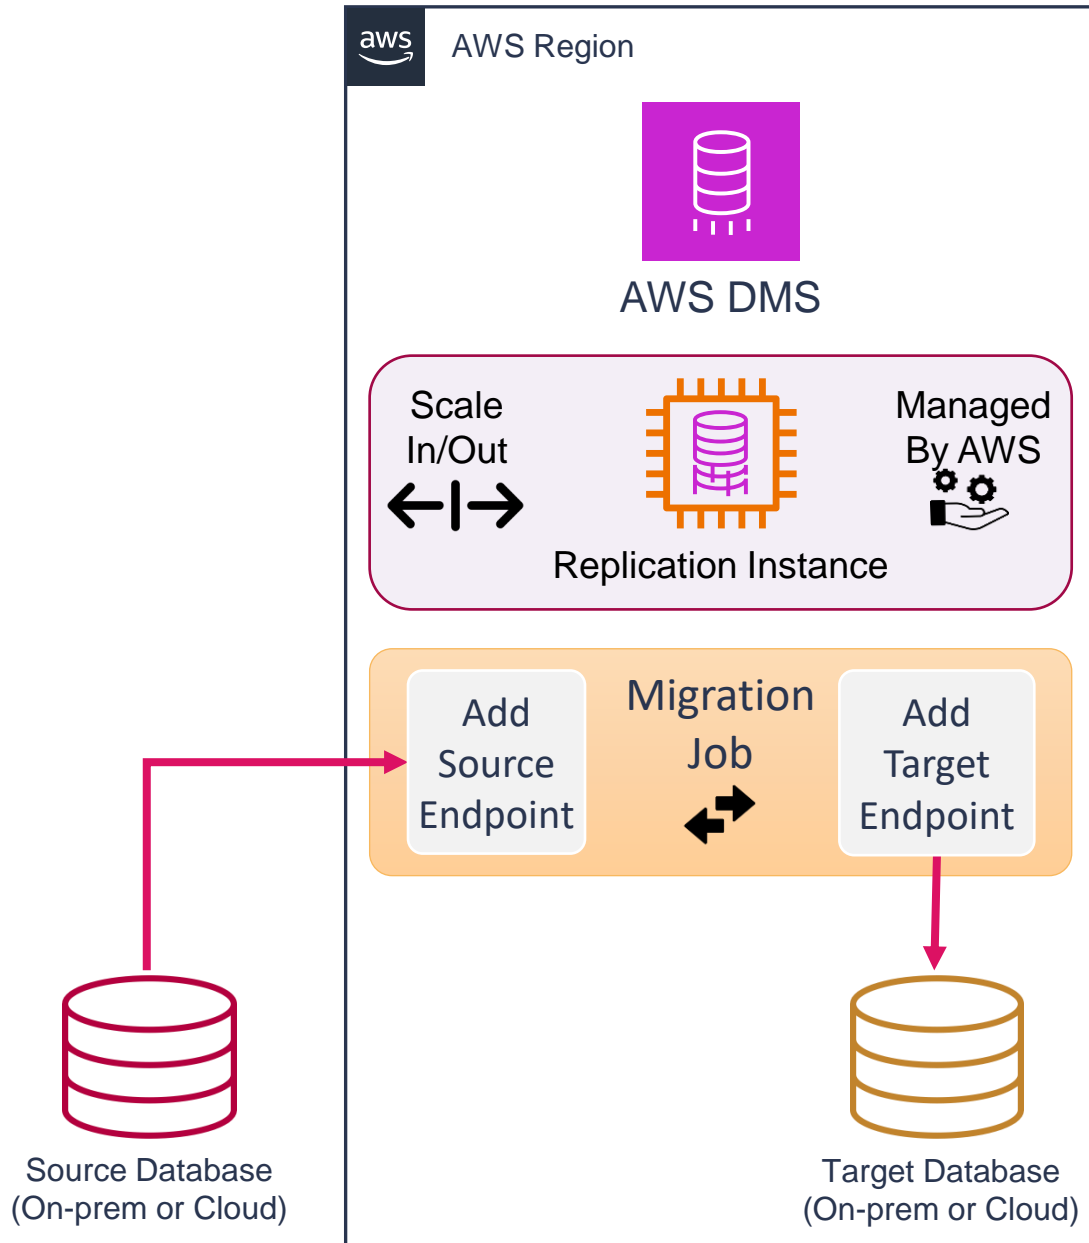 aws
AWS Region
AWS DMS
Scale
In/Out
Managed
By AWS
Replication Instance
Add
Source
Endpoint
Migration
Job
Add
Target
Endpoint
Source Database
(On-prem or Cloud)
Target Database
(On-prem or Cloud)